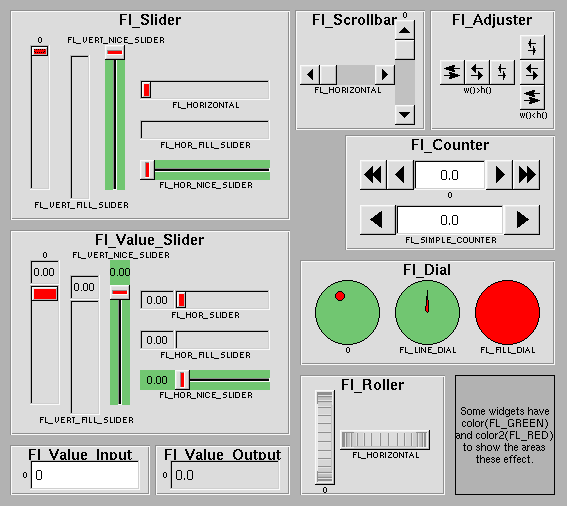 Fl_Slider
0
FL_VERT_NICE_SLIDER
FL_HORIZONTAL
FL_HOR_FILL_SLIDER
FL_HOR_NICE_SLIDER
FL_VERT_FILL_SLIDER
Fl_Scrollbar
0
FL_HORIZONTAL
Fl_Adjuster
w()>h()
w()<h()
Fl_Counter
0.0
0
0.0
FL_SIMPLE_COUNTER
Fl_Value_Slider
0
FL_VERT_NICE_SLIDER
0.00
0.00
0.00
0.00
FL_HOR_SLIDER
0.00
FL_HOR_FILL_SLIDER
0.00
FL_HOR_NICE_SLIDER
FL_VERT_FILL_SLIDER
Fl_Dial
0
FL_LINE_DIAL
FL_FILL_DIAL
Fl_Roller
0
FL_HORIZONTAL
Some widgets have
color(FL_GREEN)
and color2(FL_RED)
to show the areas
these effect.
Fl_Value_Input
0
0
Fl_Value_Output
0
0.0